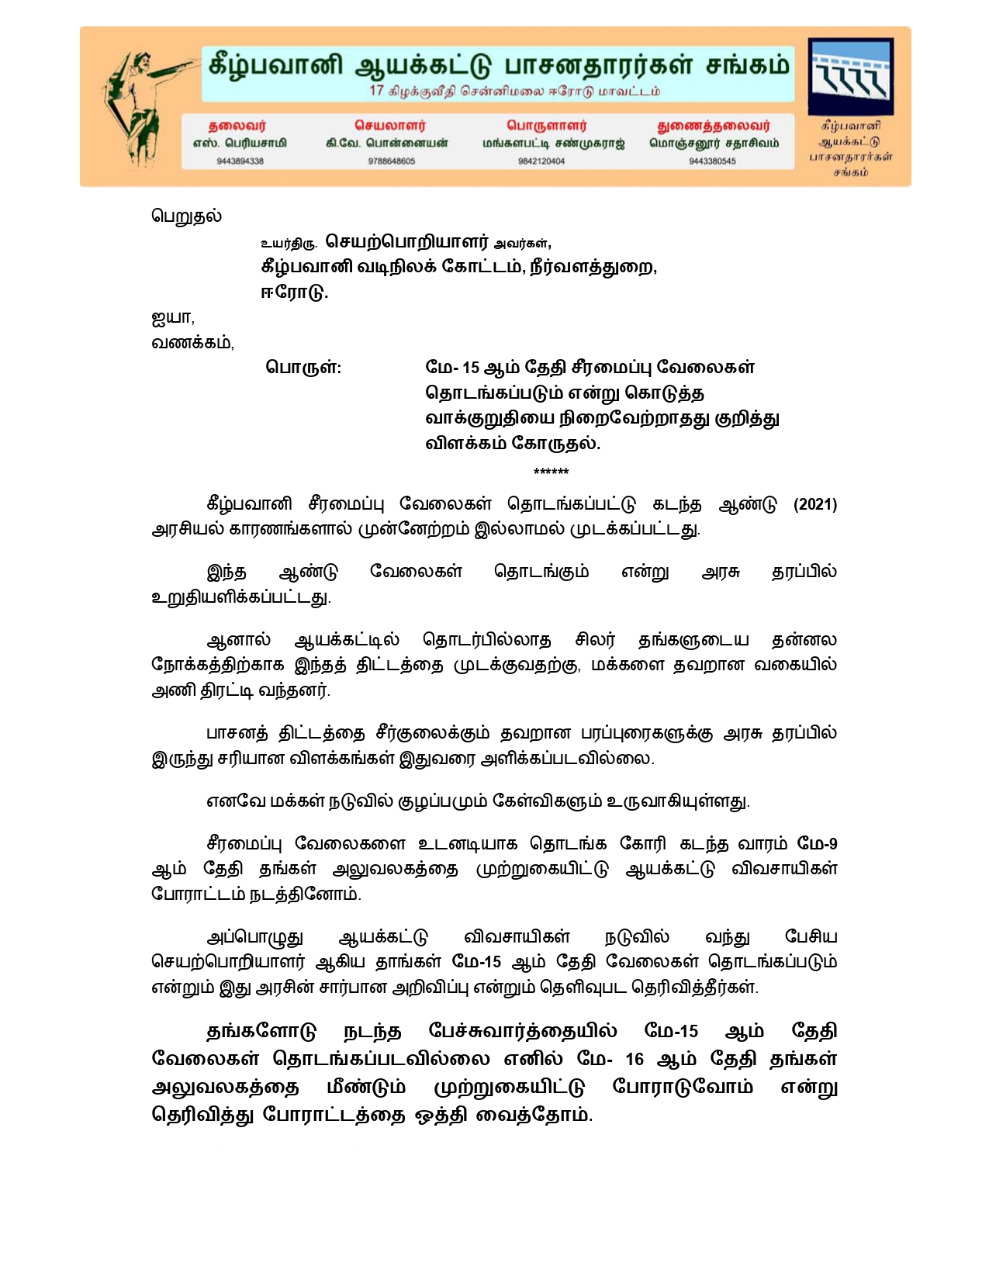 கீழ்பவானி ஆயக்கட்டு பாசனதாரர்கள் சங்கம்
17 கிழக்குவீதி சென்னிமலை ஈரோடு மாவட்டம்
தலைவர் செயலாளர் பொருளாளர் துணைத்தலைவர்
எஸ். பெரியசாமி கி.வே. பொன்னையன் மங்களபட்டி சண்முகராஜ் மொஞ்சனூர் சதாசிவம்
9443894338 9788648605 9842120404 9443380545
கீழ்பவானி
ஆயக்கட்டு
பாசனதாரர்கள்
சங்கம்
பெறுதல்
உயர்திரு. செயற்பொறியாளர் அவர்கள்,
கீழ்பவானி வடிநிலக் கோட்டம், நீர்வளத்துறை,
ஈரோடு.
ஐயா,
வணக்கம்,
பொருள்: மே- 15 ஆம் தேதி சீரமைப்பு வேலைகள்
தொடங்கப்படும் என்று கொடுத்த
வாக்குறுதியை நிறைவேற்றாதது குறித்து
விளக்கம் கோருதல்.
******
கீழ்பவானி சீரமைப்பு வேலைகள் தொடங்கப்பட்டு கடந்த ஆண்டு (2021)
அரசியல் காரணங்களால் முன்னேற்றம் இல்லாமல் முடக்கப்பட்டது.
இந்த ஆண்டு வேலைகள் தொடங்கும் என்று அரசு தரப்பில்
உறுதியளிக்கப்பட்டது.
ஆனால் ஆயக்கட்டில் தொடர்பில்லாத சிலர் தங்களுடைய தன்னல
நோக்கத்திற்காக இந்தத் திட்டத்தை முடக்குவதற்கு, மக்களை தவறான வகையில்
அணி திரட்டி வந்தனர்.
பாசனத் திட்டத்தை சீர்குலைக்கும் தவறான பரப்புரைகளுக்கு அரசு தரப்பில்
இருந்து சரியான விளக்கங்கள் இதுவரை அளிக்கப்படவில்லை.
எனவே மக்கள் நடுவில் குழப்பமும் கேள்விகளும் உருவாகியுள்ளது.
சீரமைப்பு வேலைகளை உடனடியாக தொடங்க கோரி கடந்த வாரம் மே-9
ஆம் தேதி தங்கள் அலுவலகத்தை முற்றுகையிட்டு ஆயக்கட்டு விவசாயிகள்
போராட்டம் நடத்தினோம்.
அப்பொழுது ஆயக்கட்டு விவசாயிகள் நடுவில் வந்து பேசிய
செயற்பொறியாளர் ஆகிய தாங்கள் மே-15 ஆம் தேதி வேலைகள் தொடங்கப்படும்
என்றும் இது அரசின் சார்பான அறிவிப்பு என்றும் தெளிவுபட தெரிவித்தீர்கள்.
தங்களோடு நடந்த பேச்சுவார்த்தையில் மே-15 ஆம் தேதி
வேலைகள் தொடங்கப்படவில்லை எனில் மே- 16 ஆம் தேதி தங்கள்
அலுவலகத்தை மீண்டும் முற்றுகையிட்டு போராடுவோம் என்று
தெரிவித்து போராட்டத்தை ஒத்தி வைத்தோம்.